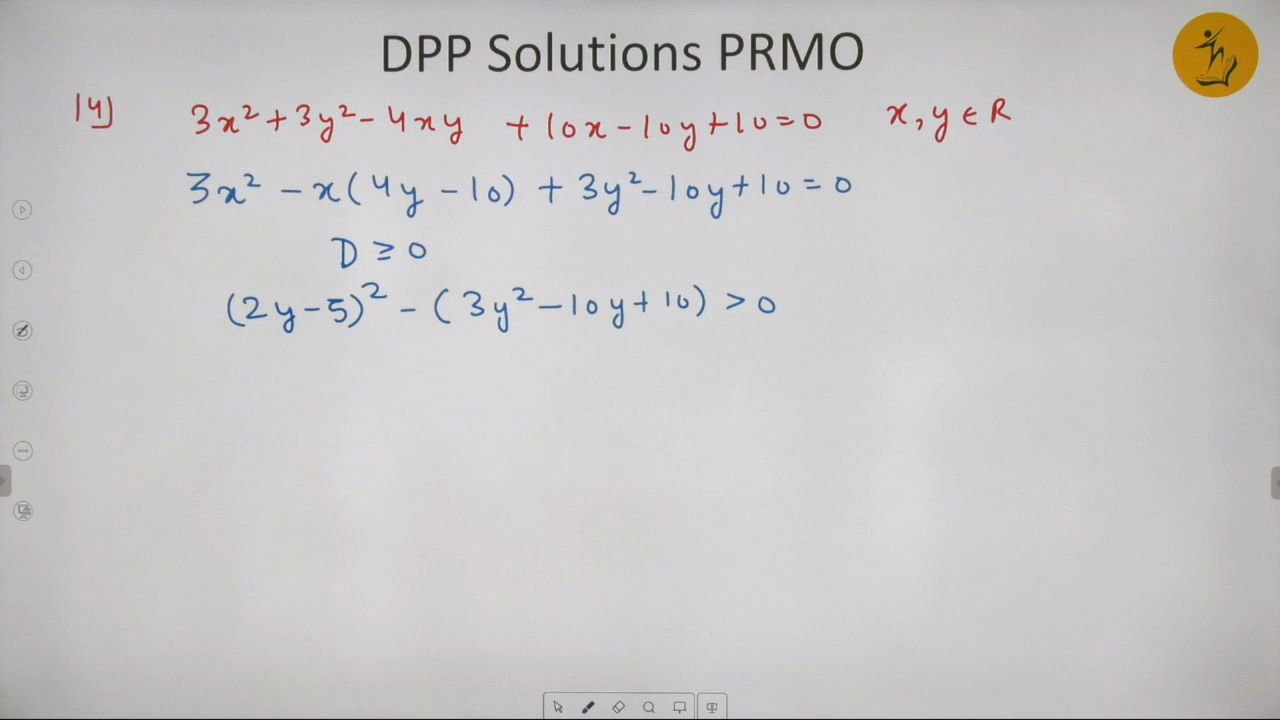 DPP Solutions PRMO
14) 3x² + 3y² - 4xy + 10x - 10y + 10 = 0 x, y ∈ R
3x² - x(4y - 10) + 3y² - 10y + 10 = 0
D ≥ 0
(2y - 5)² - (3y² - 10y + 10) > 0